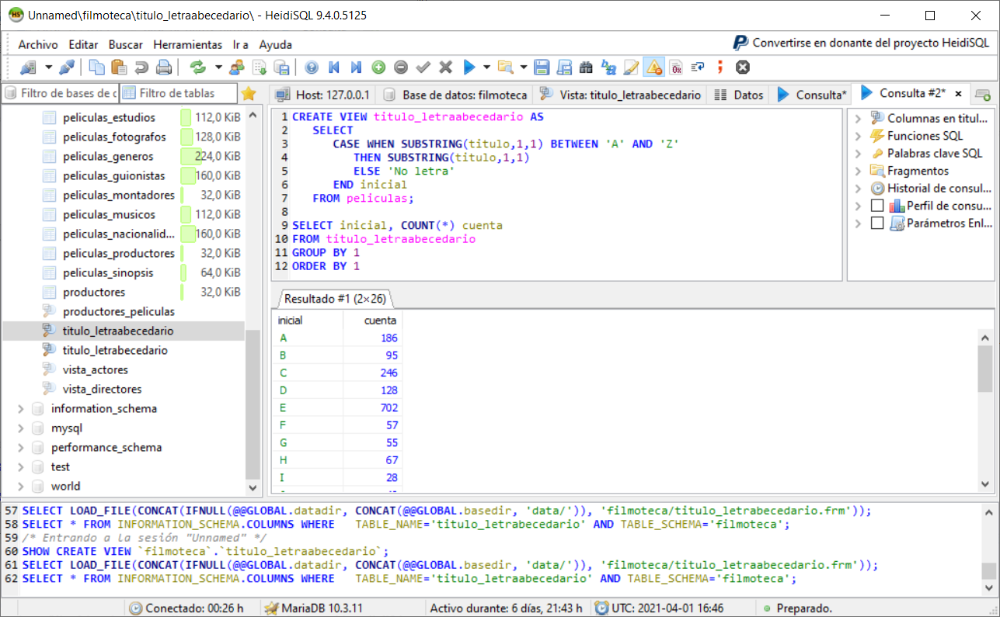 Unnamed\filmoteca\titulo_letraabecedario\ - HeidiSQL 9.4.0.5125
Archivo Editar Buscar Herramientas Ir a Ayuda
Convertirse en donante del proyecto HeidiSQL
Filtro de bases de c
Filtro de tablas
Host: 127.0.0.1
Base de datos: filmoteca
Vista: titulo_letraabecedario
Datos
Consulta*
Consulta #2*
peliculas_estudios 112,0 KiB
peliculas_fotografos 128,0 KiB
peliculas_generos 224,0 KiB
peliculas_guionistas 160,0 KiB
peliculas_montadores 32,0 KiB
peliculas_musicos 112,0 KiB
peliculas_nacionalid... 160,0 KiB
peliculas_productores 32,0 KiB
peliculas_sinopsis 64,0 KiB
productores 32,0 KiB
productores_peliculas
titulo_letraabecedario
titulo_letrabecedario
vista_actores
vista_directores
information_schema
mysql
performance_schema
test
world
1 CREATE VIEW titulo_letraabecedario AS
2 SELECT
3 CASE WHEN SUBSTRING(titulo,1,1) BETWEEN 'A' AND 'Z'
4 THEN SUBSTRING(titulo,1,1)
5 ELSE 'No letra'
6 END inicial
7 FROM peliculas;
8
9 SELECT inicial, COUNT(*) cuenta
10 FROM titulo_letraabecedario
11 GROUP BY 1
12 ORDER BY 1
Columnas en titul...
Funciones SQL
Palabras clave SQL
Fragmentos
Historial de consul...
Perfil de consu...
Parámetros Enl...
Resultado #1 (2×26)
inicial cuenta
A 186
B 95
C 246
D 128
E 702
F 57
G 55
H 67
I 28
57 SELECT LOAD_FILE(CONCAT(IFNULL(@@GLOBAL.datadir, CONCAT(@@GLOBAL.basedir, 'data/')), 'filmoteca/titulo_letrabecedario.frm'));
58 SELECT * FROM INFORMATION_SCHEMA.COLUMNS WHERE TABLE_NAME='titulo_letrabecedario' AND TABLE_SCHEMA='filmoteca';
59 /* Entrando a la sesión "Unnamed" */
60 SHOW CREATE VIEW `filmoteca`.`titulo_letraabecedario`;
61 SELECT LOAD_FILE(CONCAT(IFNULL(@@GLOBAL.datadir, CONCAT(@@GLOBAL.basedir, 'data/')), 'filmoteca/titulo_letraabecedario.frm'));
62 SELECT * FROM INFORMATION_SCHEMA.COLUMNS WHERE TABLE_NAME='titulo_letraabecedario' AND TABLE_SCHEMA='filmoteca';
Conectado: 00:26 h
MariaDB 10.3.11
Activo durante: 6 días, 21:43 h
UTC: 2021-04-01 16:46
Preparado.